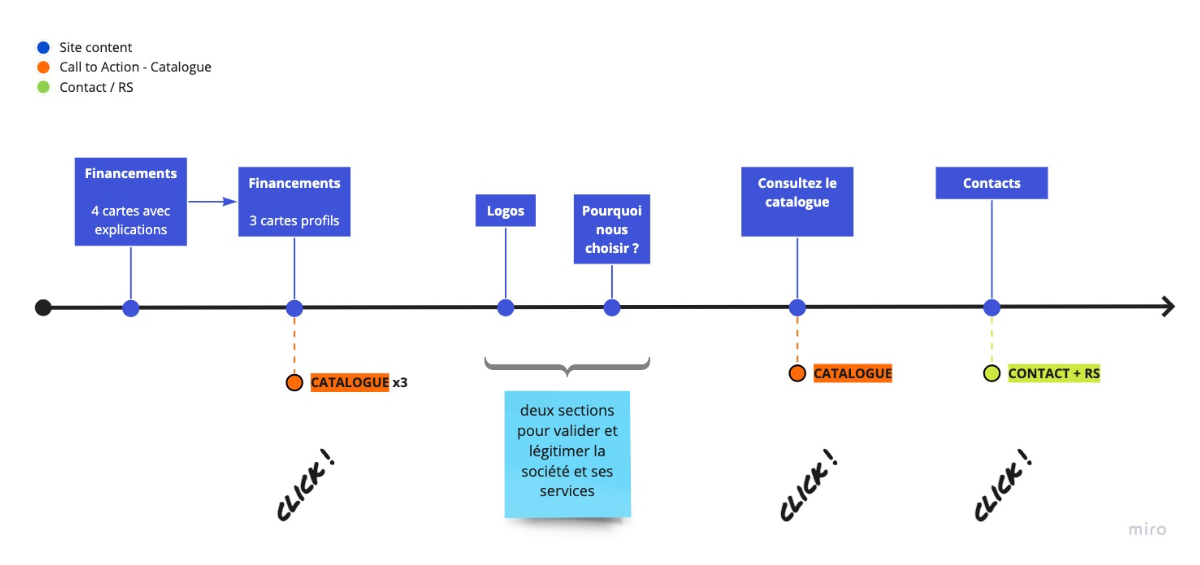 Site content
Call to Action - Catalogue
Contact / RS
Financements
4 cartes avec
explications
Financements
3 cartes profils
Logos
Pourquoi
nous
choisir ?
Consultez le
catalogue
Contacts
CATALOGUE x3
CATALOGUE
CONTACT + RS
deux sections
pour valider et
légitimer la
société et ses
services
CLICK !
CLICK !
CLICK !
miro